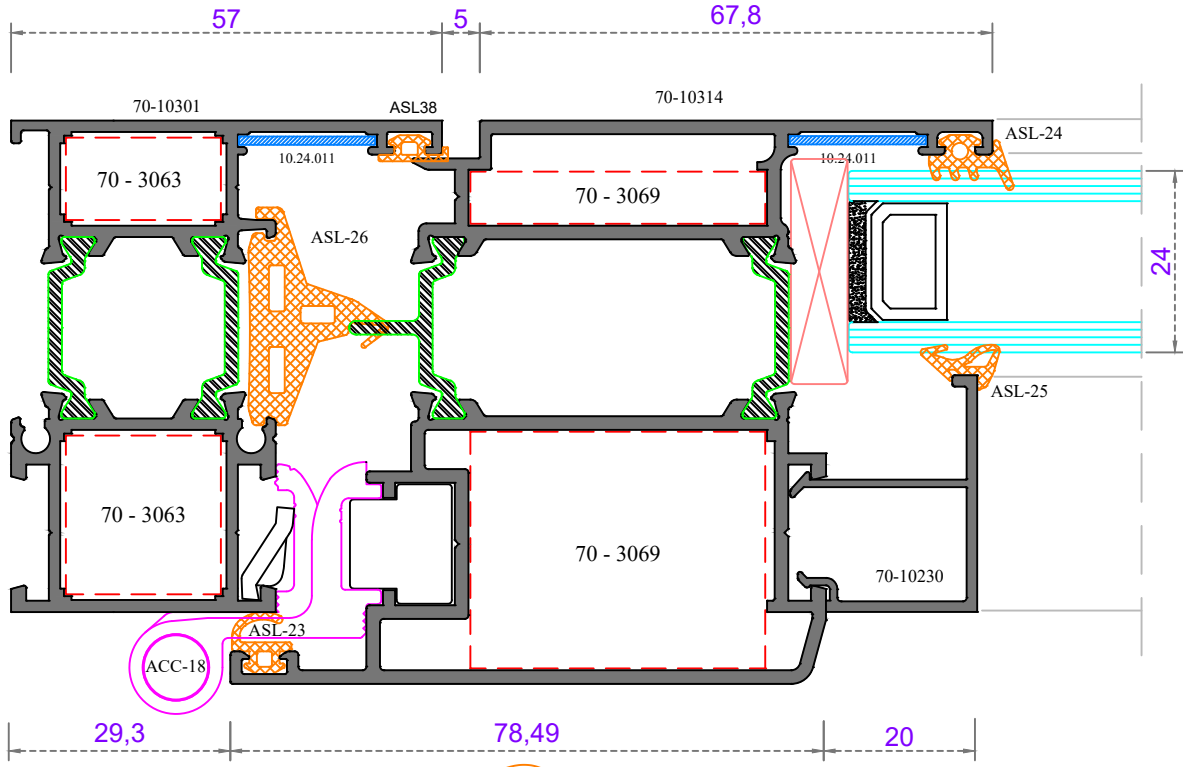 57
5
67,8
70-10301
ASL38
70-10314
ASL-24
10.24.011
10.24.011
70 - 3063
70 - 3069
ASL-26
24
ASL-25
70 - 3063
70 - 3069
70-10230
ASL-23
ACC-18
29,3
78,49
20